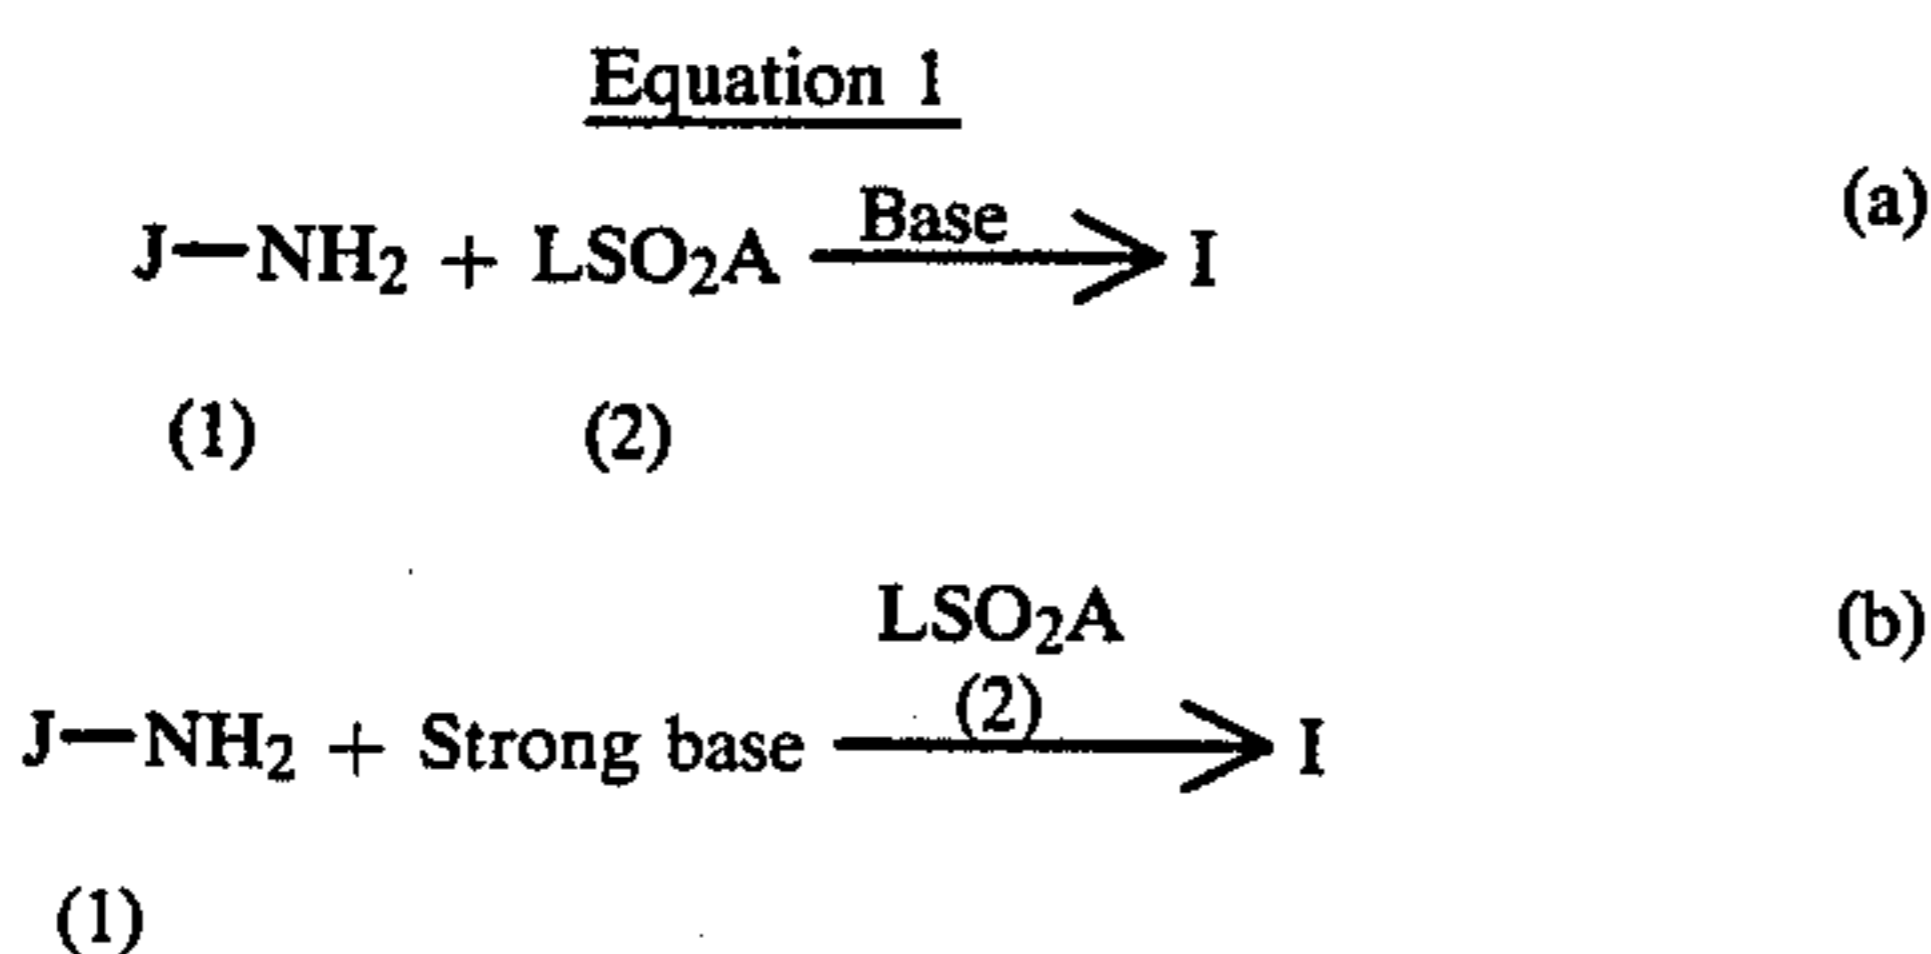 Equation 1
(a)
J—NH₂ + LSO₂A Base → I
(1) (2)
(b)
LSO₂A
(2)
J—NH₂ + Strong base → I
(1)